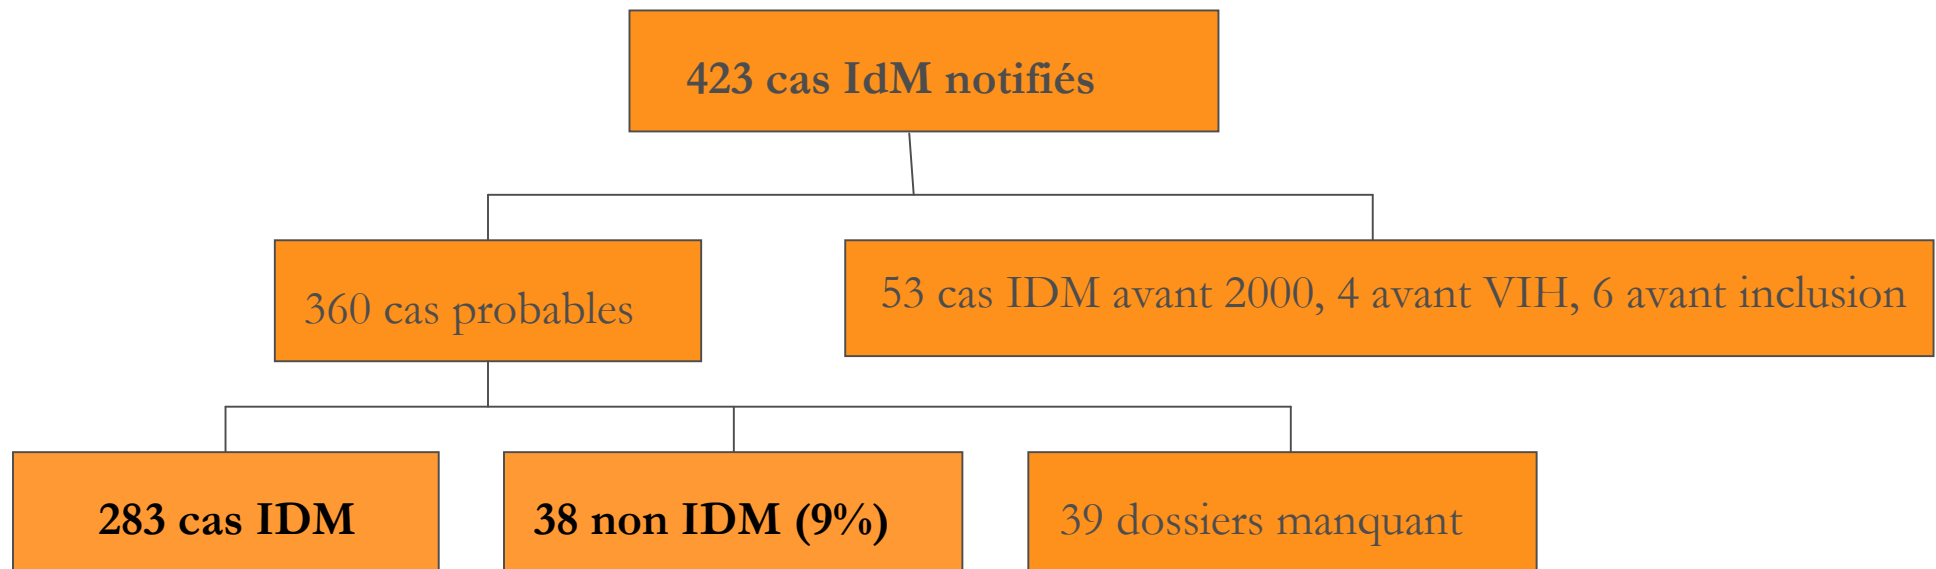 423 cas IdM notifiés
360 cas probables
53 cas IDM avant 2000, 4 avant VIH, 6 avant inclusion
283 cas IDM
38 non IDM (9%)
39 dossiers manquant